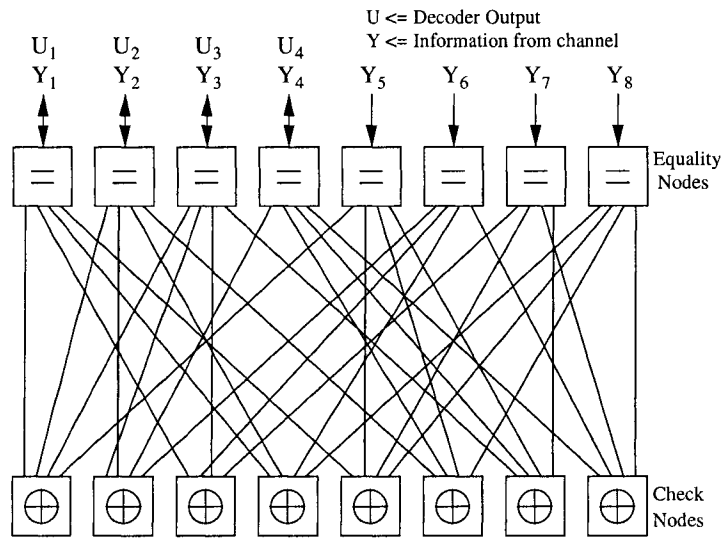 U <= Decoder Output
Y <= Information from channel
U1 U2 U3 U4
Y1 Y2 Y3 Y4 Y5 Y6 Y7 Y8
= = = = = = = =
Equality
Nodes
Check
Nodes